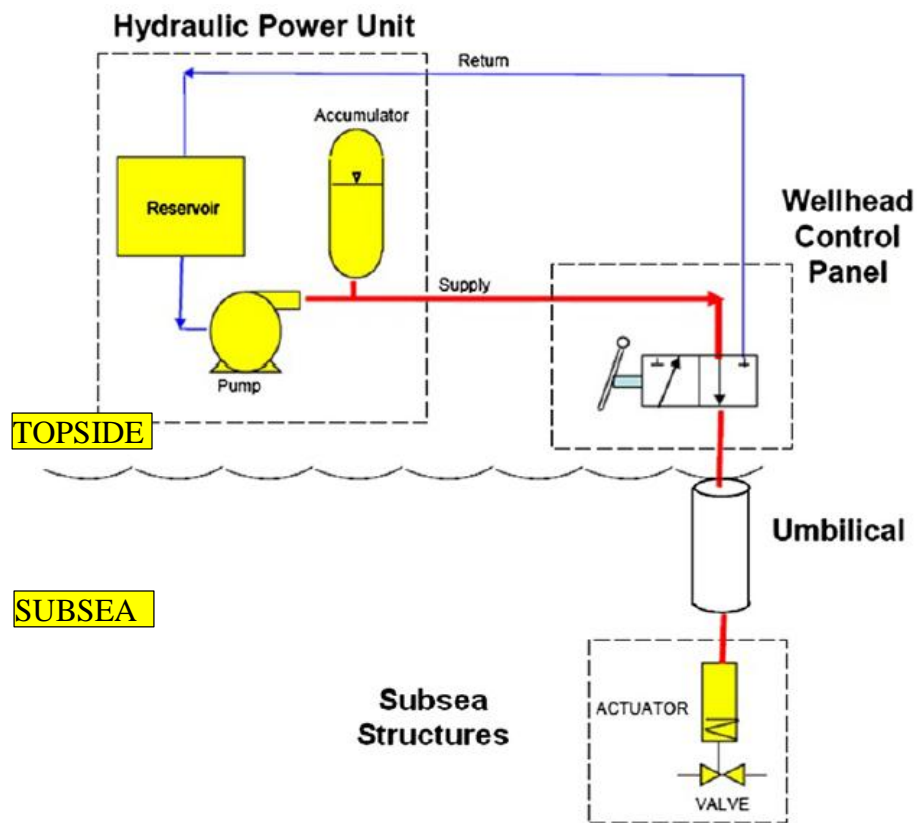 Hydraulic Power Unit
Return
Accumulator
Reservoir
Wellhead
Control
Panel
Supply
Pump
TOPSIDE
Umbilical
SUBSEA
Subsea
Structures
ACTUATOR
VALVE